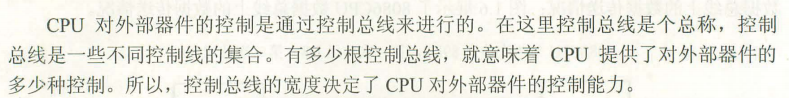 CPU 对外部器件的控制是通过控制总线来进行的。在这里控制总线是个总称，控制
总线是一些不同控制线的集合。有多少根控制总线，就意味着 CPU 提供了对外部器件的
多少种控制。所以，控制总线的宽度决定了 CPU 对外部器件的控制能力。